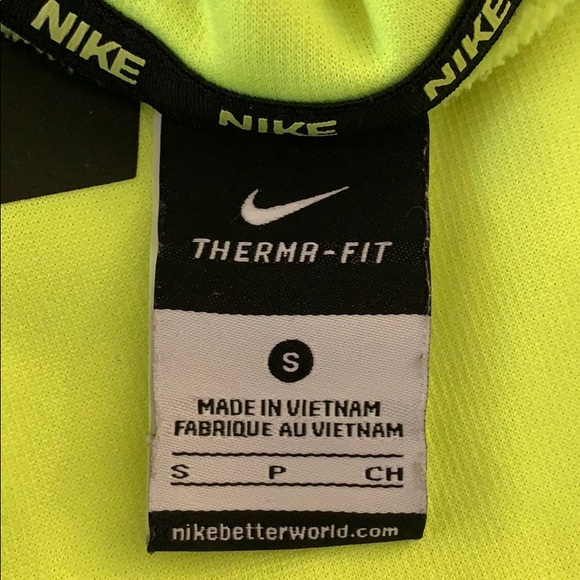 NIKE NIKE NIKE
THERMA-FIT
S
MADE IN VIETNAM
FABRIQUE AU VIETNAM
S P CH
nikebetterworld.com